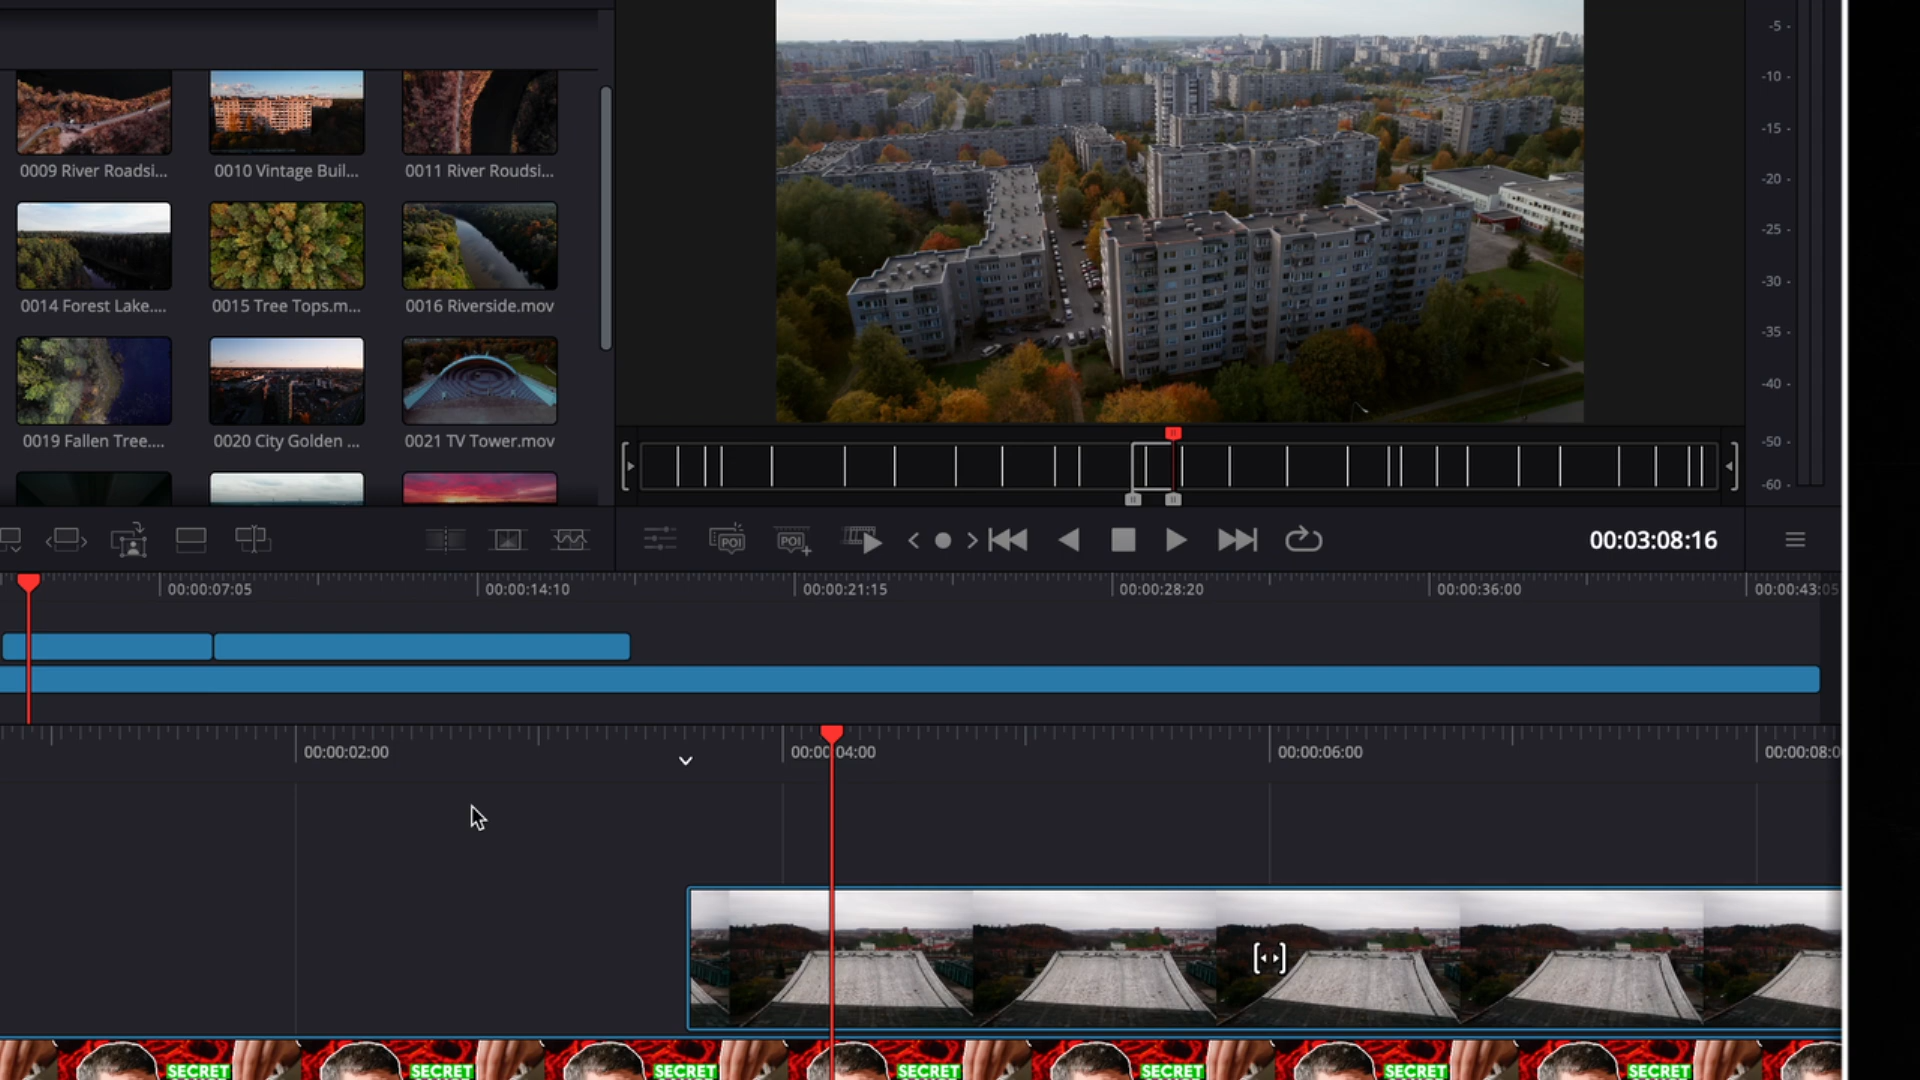 -5
-10
-15
-20
-25
-30
-35
-40
-50
-60
0009 River Roadsi...
0010 Vintage Buil...
0011 River Roudsi...
0014 Forest Lake....
0015 Tree Tops.m...
0016 Riverside.mov
0019 Fallen Tree....
0020 City Golden ...
0021 TV Tower.mov
POI
POI
00:03:08:16
00:00:07:05
00:00:14:10
00:00:21:15
00:00:28:20
00:00:36:00
00:00:43:05
00:00:02:00
00:00:04:00
00:00:06:00
00:00:08:0
SECRET
SECRET
SECRET
SECRET
SECRET
SECRET
SECRET